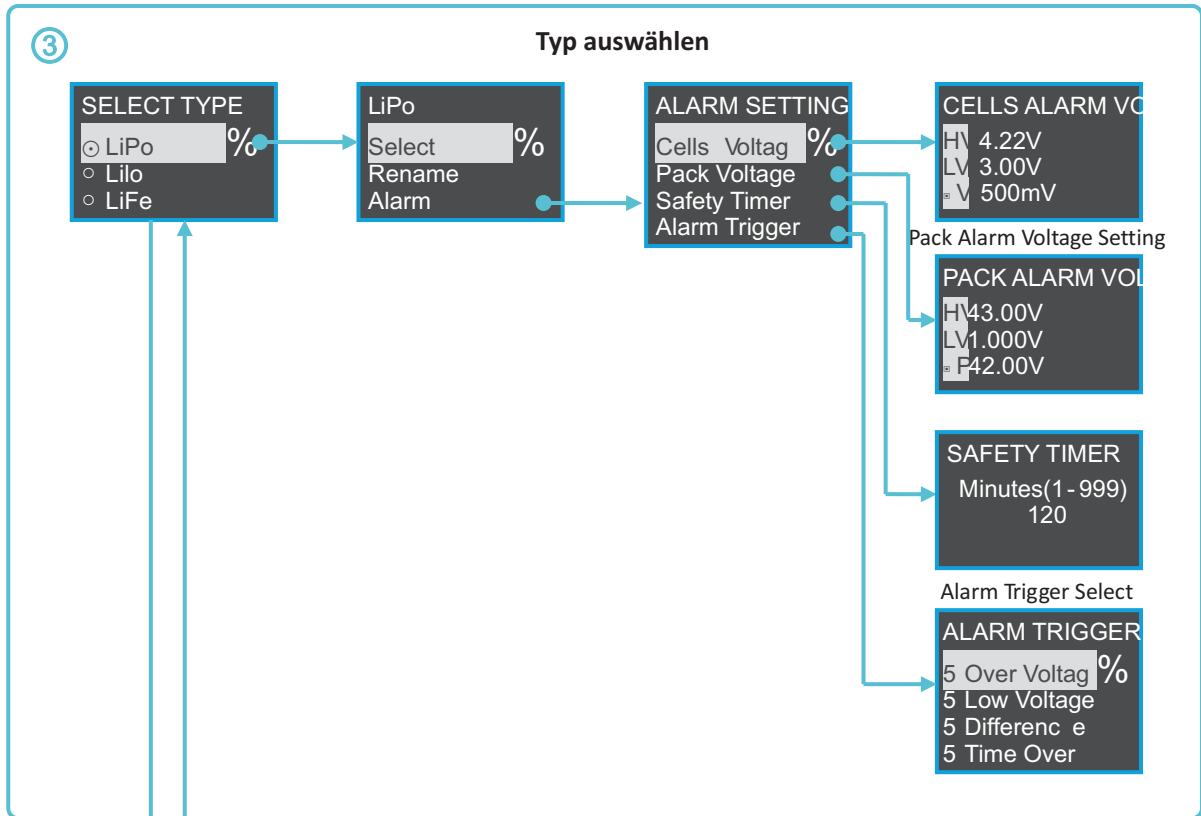 ③
Typ auswählen
SELECT TYPE
LiPo %
LiIo
LiFe
LiPo
Select %
Rename
Alarm
ALARM SETTING
Cells Voltag %
Pack Voltage
Safety Timer
Alarm Trigger
CELLS ALARM VO
HV 4.22V
LV 3.00V
V 500mV
Pack Alarm Voltage Setting
PACK ALARM VOL
HV43.00V
LV1.000V
P42.00V
SAFETY TIMER
Minutes(1-999)
120
Alarm Trigger Select
ALARM TRIGGER
5 Over Voltag %
5 Low Voltage
5 Differenc e
5 Time Over